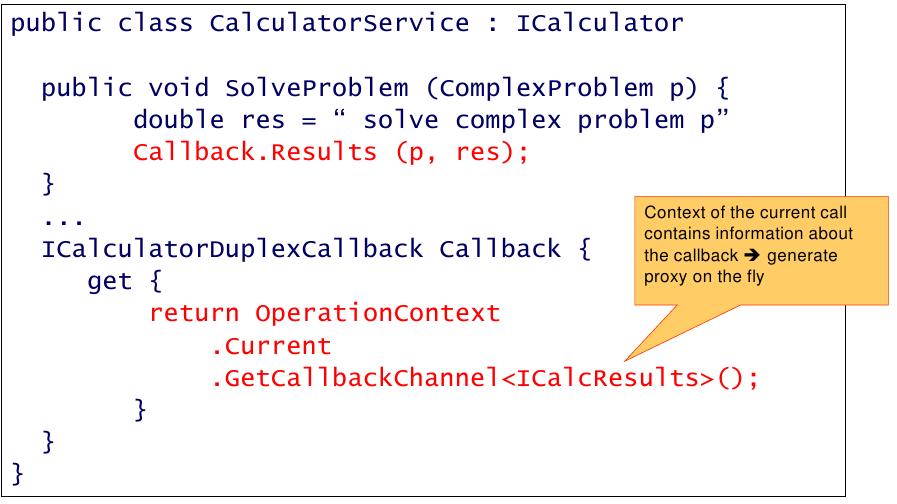 public class CalculatorService : ICalculator
public void SolveProblem (ComplexProblem p) {
double res = “ solve complex problem p”
Callback.Results (p, res);
}
...
ICalculatorDuplexCallback Callback {
get {
return OperationContext
.Current
.GetCallbackChannel<ICalcResults>();
}
}
}
Context of the current call
contains information about
the callback ➔ generate
proxy on the fly